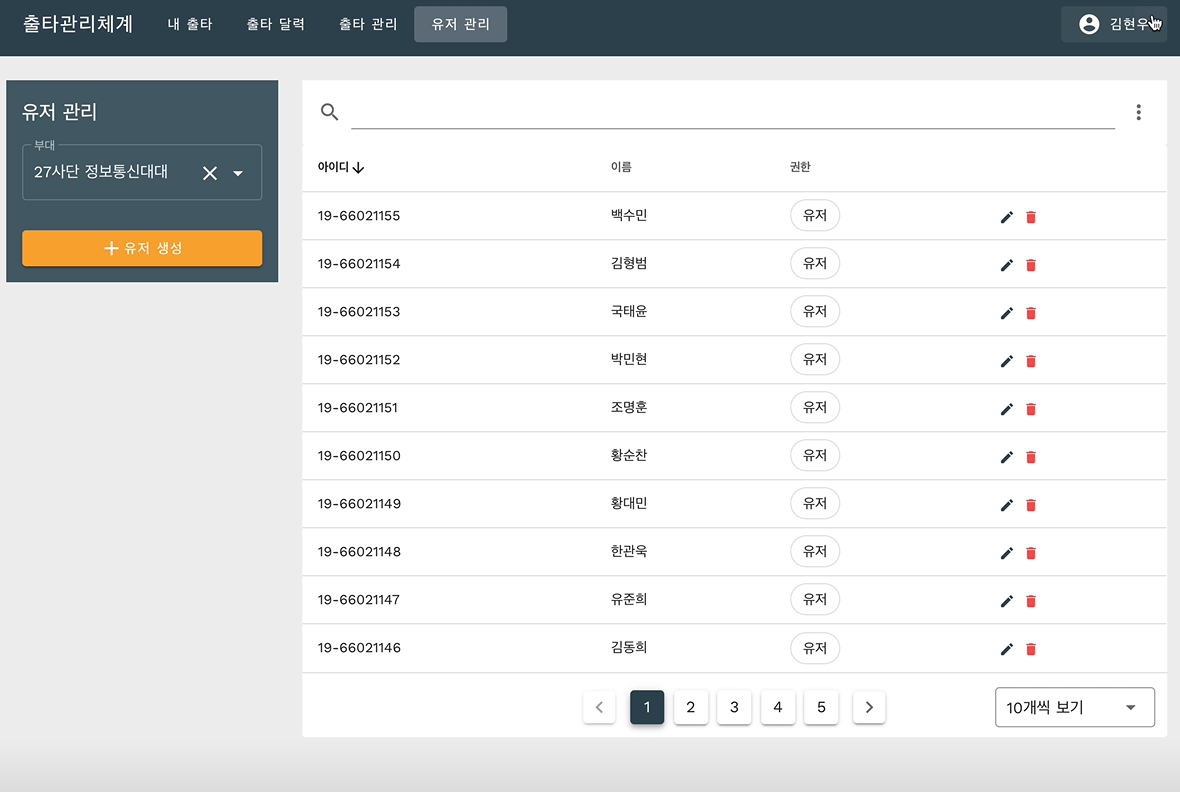 출타관리체계 내 출타 출타 달력 출타 관리 유저 관리 김현우
유저 관리
부대
27사단 정보통신대대
유저 생성
아이디 이름 권한
19-66021155 백수민 유저
19-66021154 김형범 유저
19-66021153 국태윤 유저
19-66021152 박민현 유저
19-66021151 조명훈 유저
19-66021150 황순찬 유저
19-66021149 황대민 유저
19-66021148 한관욱 유저
19-66021147 유준희 유저
19-66021146 김동희 유저
1 2 3 4 5 10개씩 보기